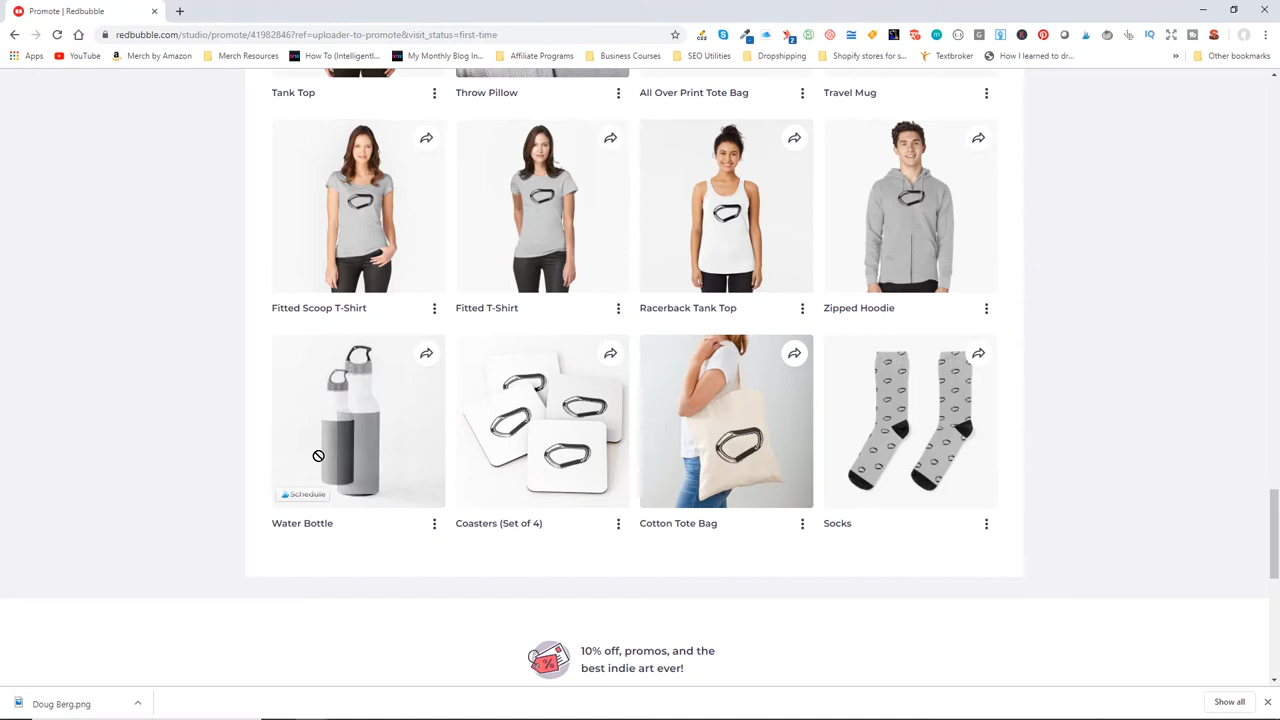 Promote | Redbubble
redbubble.com/studio/promote/41982846?ref=uploader-to-promote&visit_status=first-time
Apps YouTube Merch by Amazon Merch Resources How To (Intelligentl... My Monthly Blog In... Affiliate Programs Business Courses SEO Utilities Dropshipping Shopify stores for s... Textbroker How I learned to dr... » Other bookmarks
Tank Top Throw Pillow All Over Print Tote Bag Travel Mug
Fitted Scoop T-Shirt Fitted T-Shirt Racerback Tank Top Zipped Hoodie
Schedule
Water Bottle Coasters (Set of 4) Cotton Tote Bag Socks
10% off, promos, and the
best indie art ever!
Doug Berg.png Show all